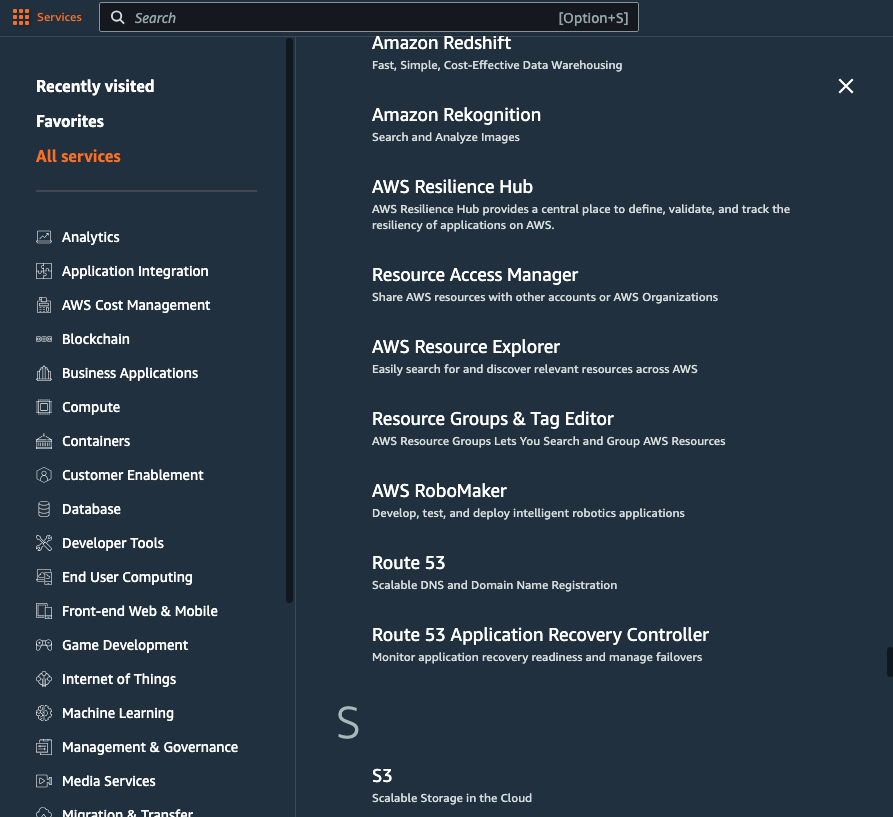 Services
Search
[Option+S]
Recently visited
Favorites
All services
Analytics
Application Integration
AWS Cost Management
Blockchain
Business Applications
Compute
Containers
Customer Enablement
Database
Developer Tools
End User Computing
Front-end Web & Mobile
Game Development
Internet of Things
Machine Learning
Management & Governance
Media Services
Migration & Transfer
Amazon Redshift
Fast, Simple, Cost-Effective Data Warehousing
Amazon Rekognition
Search and Analyze Images
AWS Resilience Hub
AWS Resilience Hub provides a central place to define, validate, and track the
resiliency of applications on AWS.
Resource Access Manager
Share AWS resources with other accounts or AWS Organizations
AWS Resource Explorer
Easily search for and discover relevant resources across AWS
Resource Groups & Tag Editor
AWS Resource Groups Lets You Search and Group AWS Resources
AWS RoboMaker
Develop, test, and deploy intelligent robotics applications
Route 53
Scalable DNS and Domain Name Registration
Route 53 Application Recovery Controller
Monitor application recovery readiness and manage failovers
S
S3
Scalable Storage in the Cloud